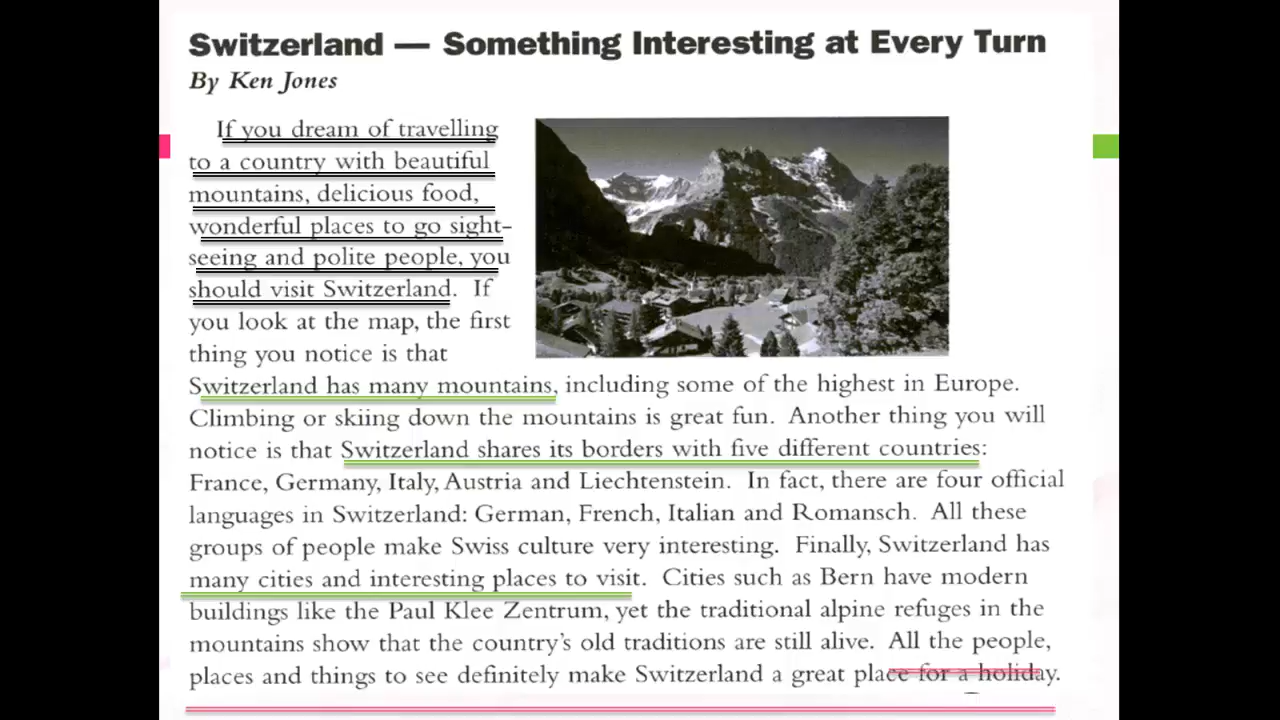 Switzerland — Something Interesting at Every Turn
By Ken Jones
If you dream of travelling
to a country with beautiful
mountains, delicious food,
wonderful places to go sight-
seeing and polite people, you
should visit Switzerland. If
you look at the map, the first
thing you notice is that
Switzerland has many mountains, including some of the highest in Europe.
Climbing or skiing down the mountains is great fun. Another thing you will
notice is that Switzerland shares its borders with five different countries:
France, Germany, Italy, Austria and Liechtenstein. In fact, there are four official
languages in Switzerland: German, French, Italian and Romansch. All these
groups of people make Swiss culture very interesting. Finally, Switzerland has
many cities and interesting places to visit. Cities such as Bern have modern
buildings like the Paul Klee Zentrum, yet the traditional alpine refuges in the
mountains show that the country's old traditions are still alive. All the people,
places and things to see definitely make Switzerland a great place for a holiday.